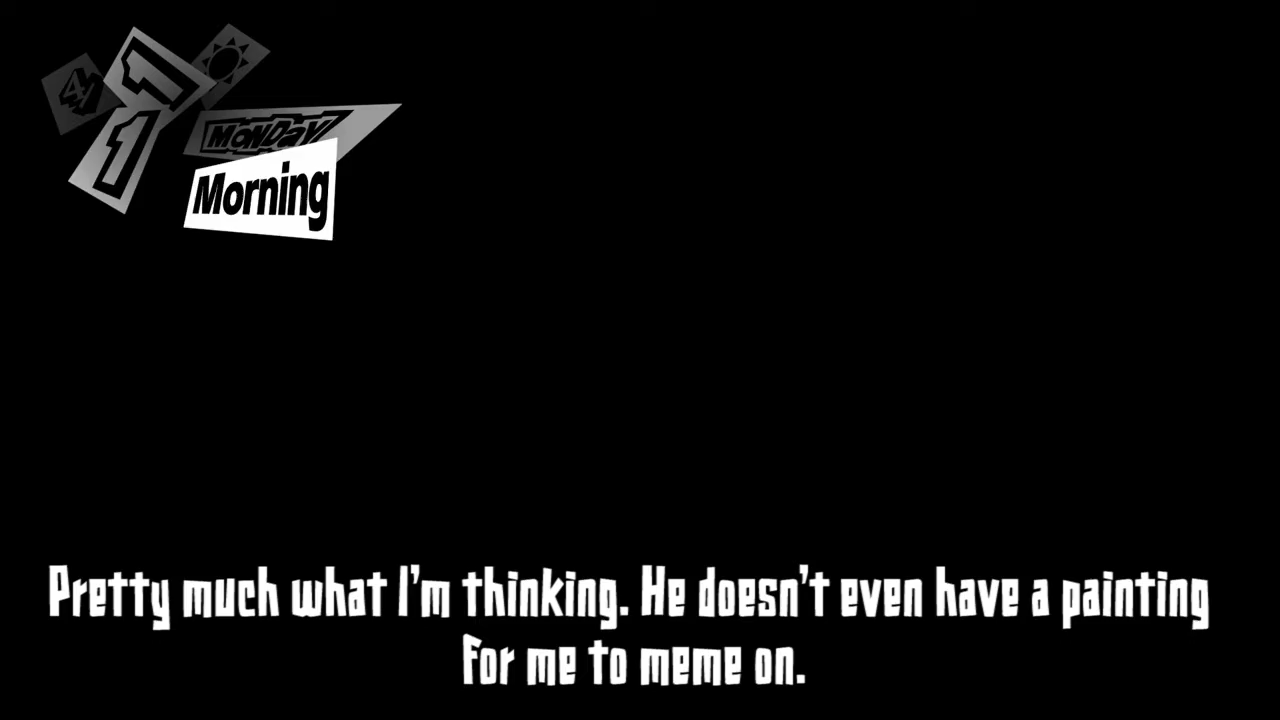 4
11
MONDAY
Morning
Pretty much what I'm thinking. He doesn't even have a painting
for me to meme on.